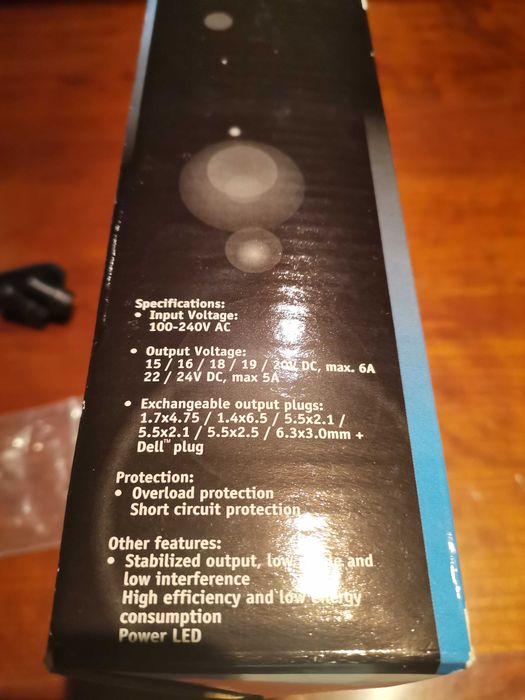 Specifications:
• Input Voltage:
100-240V AC
• Output Voltage:
15 / 16 / 18 / 19 / 20V DC, max. 6A
22 / 24V DC, max 5A
• Exchangeable output plugs:
1.7x4.75 / 1.4x6.5 / 5.5x2.1 /
5.5x2.1 / 5.5x2.5 / 6.3x3.0mm +
Dell™ plug
Protection:
• Overload protection
Short circuit protection
Other features:
• Stabilized output, low and
low interference
High efficiency and low energy
consumption
Power LED